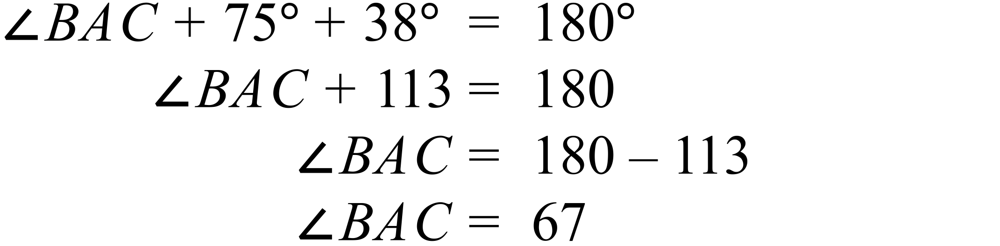 ∠BAC + 75° + 38° = 180°
∠BAC + 113 = 180
∠BAC = 180 – 113
∠BAC = 67